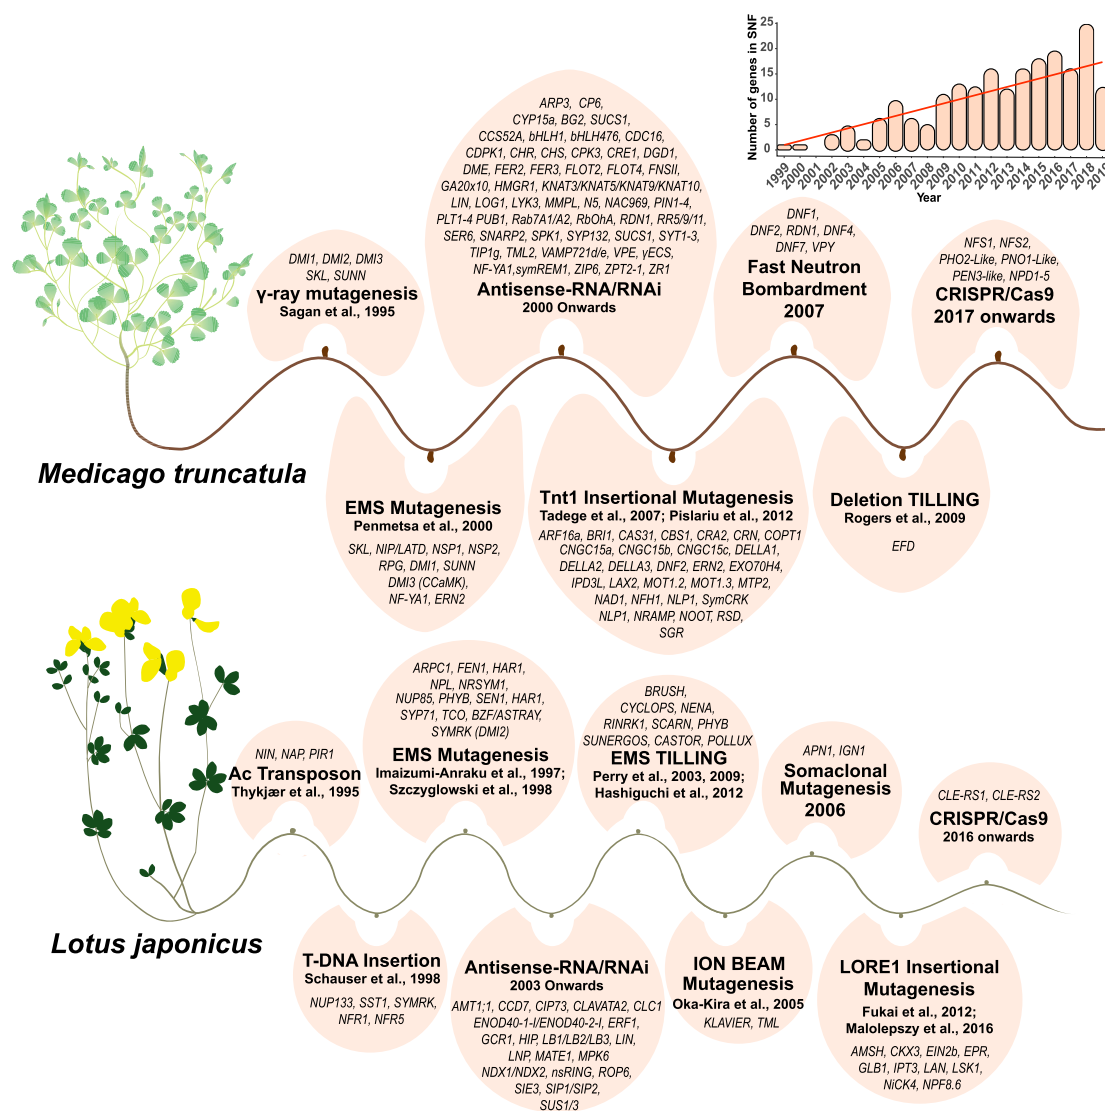 Number of genes in SNF
25
20
15
10
5
0
1999
2000
2002
2003
2004
2005
2006
2007
2008
2009
2010
2011
2012
2013
2014
2015
2016
2017
2018
2019
Year
ARP3, CP6,
CYP15a, BG2, SUCS1,
CCS52A, bHLH1, bHLH476, CDC16,
CDPK1, CHR, CHS, CPK3, CRE1, DGD1,
DME, FER2, FER3, FLOT2, FLOT4, FNSII,
GA20x10, HMGR1, KNAT3/KNAT5/KNAT9/KNAT10,
LIN, LOG1, LYK3, MMPL, N5, NAC969, PIN1-4,
PLT1-4 PUB1, Rab7A1/A2, RbOhA, RDN1, RR5/9/11,
SER6, SNARP2, SPK1, SYP132, SUCS1, SYT1-3,
TIP1g, TML2, VAMP721d/e, VPE, γECS,
NF-YA1,symREM1, ZIP6, ZPT2-1, ZR1
Antisense-RNA/RNAi
2000 Onwards
DMI1, DMI2, DMI3
SKL, SUNN
γ-ray mutagenesis
Sagan et al., 1995
DNF1,
DNF2, RDN1, DNF4,
DNF7, VPY
Fast Neutron
Bombardment
2007
NFS1, NFS2,
PHO2-Like, PNO1-Like,
PEN3-like, NPD1-5
CRISPR/Cas9
2017 onwards
Medicago truncatula
EMS Mutagenesis
Penmetsa et al., 2000
SKL, NIP/LATD, NSP1, NSP2,
RPG, DMI1, SUNN
DMI3 (CCaMK),
NF-YA1, ERN2
Tnt1 Insertional Mutagenesis
Tadege et al., 2007; Pislariu et al., 2012
ARF16a, BRI1, CAS31, CBS1, CRA2, CRN, COPT1
CNGC15a, CNGC15b, CNGC15c, DELLA1,
DELLA2, DELLA3, DNF2, ERN2, EXO70H4,
IPD3L, LAX2, MOT1.2, MOT1.3, MTP2,
NAD1, NFH1, NLP1, SymCRK
NLP1, NRAMP, NOOT, RSD,
SGR
Deletion TILLING
Rogers et al., 2009
EFD
NIN, NAP, PIR1
Ac Transposon
Thykjær et al., 1995
ARPC1, FEN1, HAR1,
NPL, NRSYM1,
NUP85, PHYB, SEN1, HAR1,
SYP71, TCO, BZF/ASTRAY,
SYMRK (DMI2)
EMS Mutagenesis
Imaizumi-Anraku et al., 1997;
Szczyglowski et al., 1998
BRUSH,
CYCLOPS, NENA,
RINRK1, SCARN, PHYB
SUNERGOS, CASTOR, POLLUX
EMS TILLING
Perry et al., 2003, 2009;
Hashiguchi et al., 2012
APN1, IGN1
Somaclonal
Mutagenesis
2006
CLE-RS1, CLE-RS2
CRISPR/Cas9
2016 onwards
Lotus japonicus
T-DNA Insertion
Schauser et al., 1998
NUP133, SST1, SYMRK,
NFR1, NFR5
Antisense-RNA/RNAi
2003 Onwards
AMT1;1, CCD7, CIP73, CLAVATA2, CLC1
ENOD40-1-I/ENOD40-2-I, ERF1,
GCR1, HIP, LB1/LB2/LB3, LIN,
LNP, MATE1, MPK6
NDX1/NDX2, nsRING, ROP6,
SIE3, SIP1/SIP2,
SUS1/3
ION BEAM
Mutagenesis
Oka-Kira et al., 2005
KLAVIER, TML
LORE1 Insertional
Mutagenesis
Fukai et al., 2012;
Malolepszy et al., 2016
AMSH, CKX3, EIN2b, EPR,
GLB1, IPT3, LAN, LSK1,
NiCK4, NPF8.6